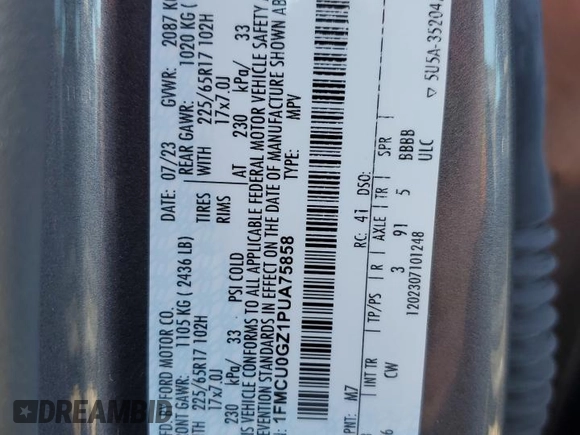 FORD MOTOR CO.
DATE: 07/23 GVWR: 2087 K
FRONT GAWR: 1105 KG ( 2436 LB) REAR GAWR: 1020 KG (
225/65R17 102H TIRES WITH 225/65R17 102H
17x7.0J RIMS 17x7.0J
230 kPa/ 33 PSI COLD AT 230 kPa/ 33
VEHICLE CONFORMS TO ALL APPLICABLE FEDERAL MOTOR VEHICLE SAFETY
STANDARDS IN EFFECT ON THE DATE OF MANUFACTURE SHOWN AB
1FMCU0GZ1PUA75858 TYPE: MPV
PNT: M7 RC: 41 DSO:
INT TR TP/PS R AXLE TR SPR
CW 3 91 5 BBBB
1202307101248 ULC
5U5A-35204
DREAMBID